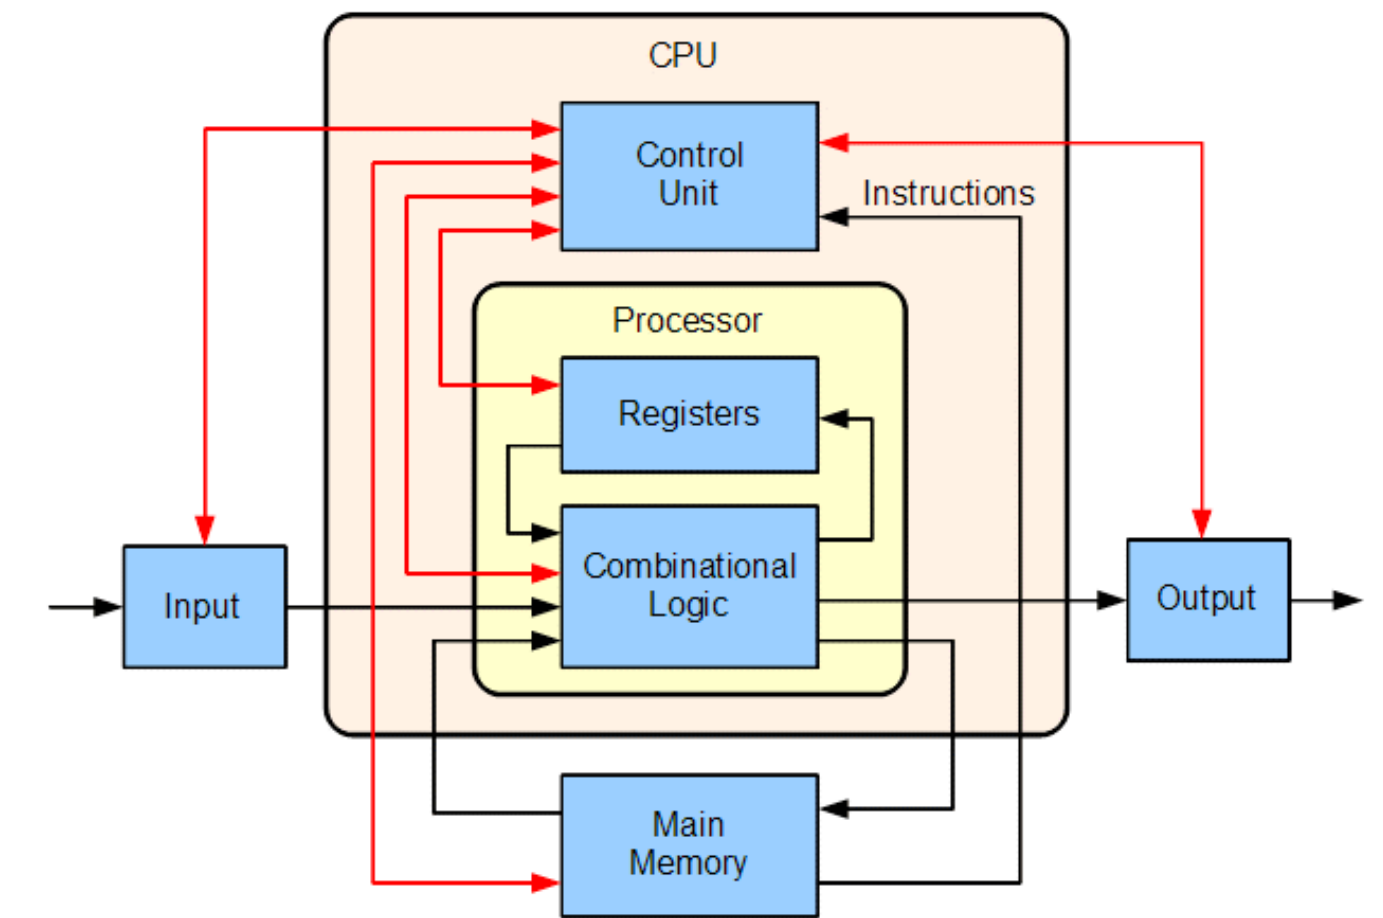 CPU
Control
Unit
Instructions
Processor
Registers
Combinational
Logic
Input
Output
Main
Memory